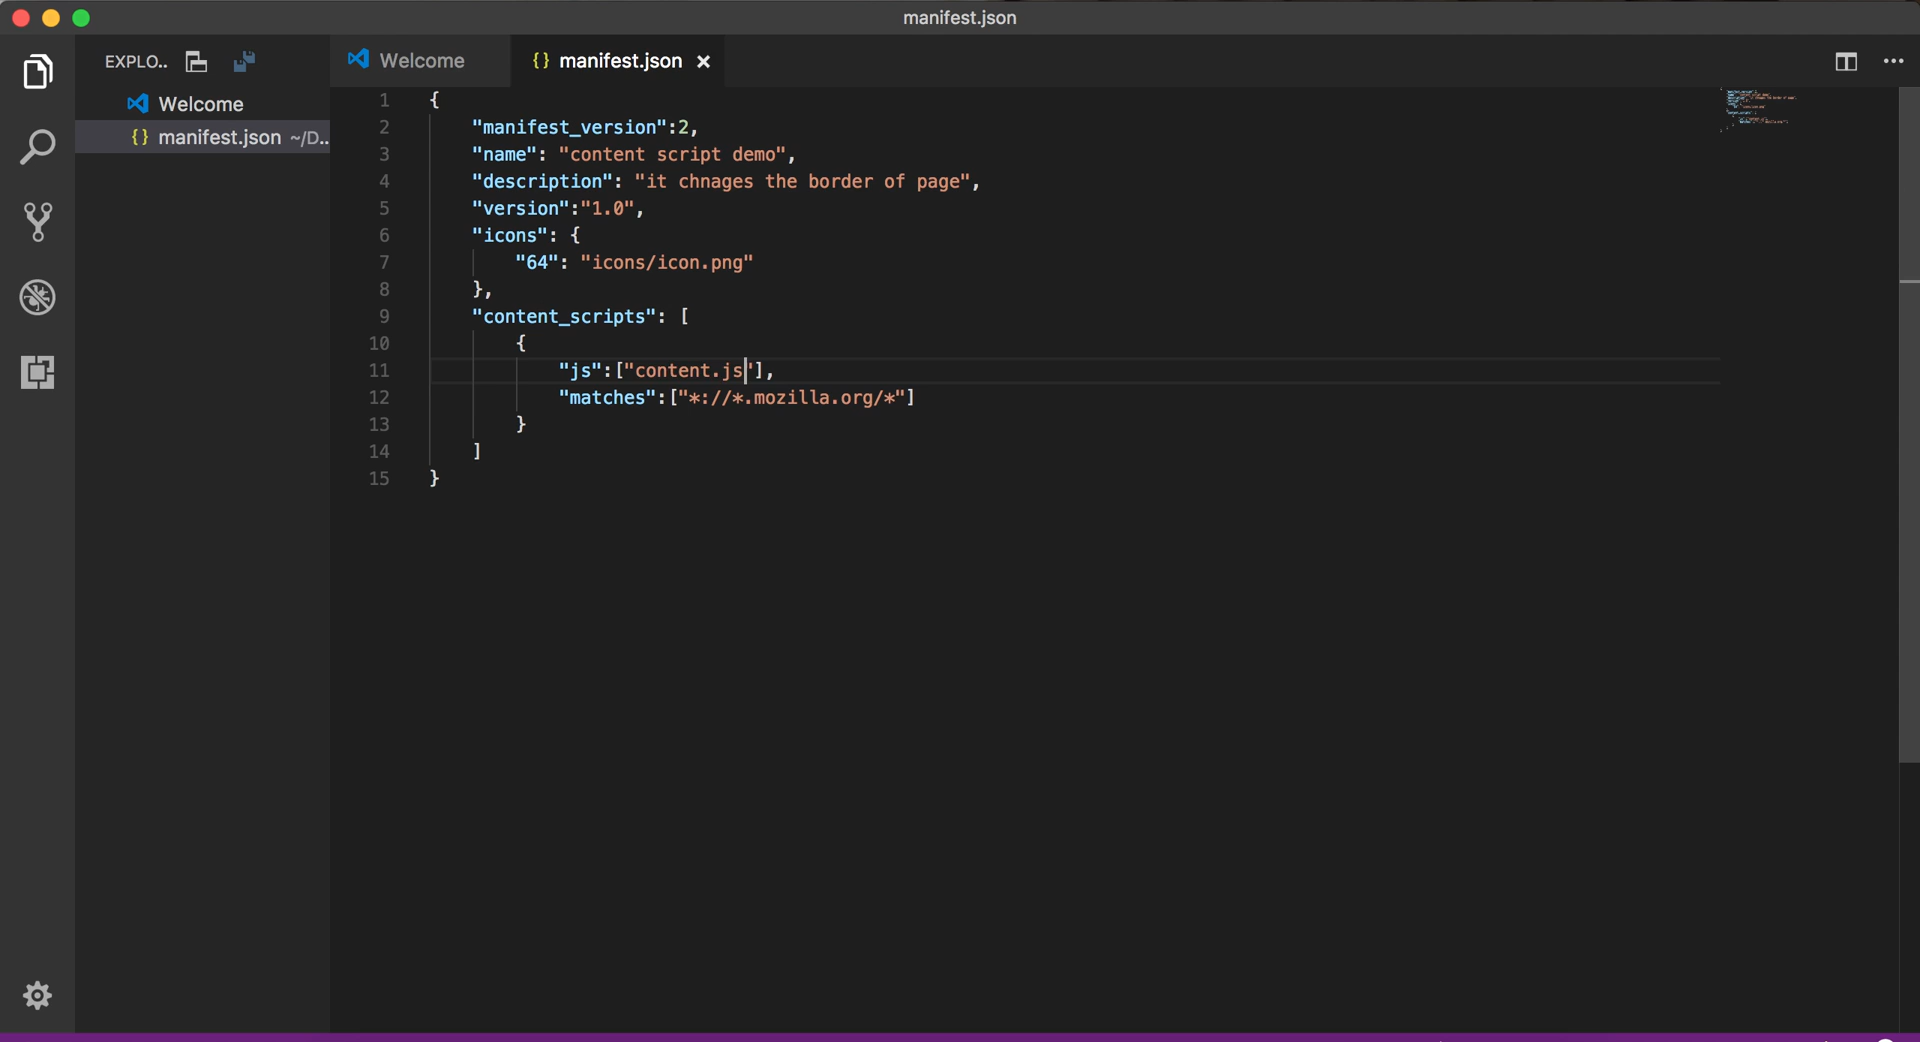 manifest.json
EXPLO..
Welcome
{} manifest.json ~/D...
Welcome
{} manifest.json ×
1 {
2 "manifest_version":2,
3 "name": "content script demo",
4 "description": "it chnages the border of page",
5 "version":"1.0",
6 "icons": {
7 "64": "icons/icon.png"
8 },
9 "content_scripts": [
10 {
11 "js":["content.js"],
12 "matches":["*://*.mozilla.org/*"]
13 }
14 ]
15 }